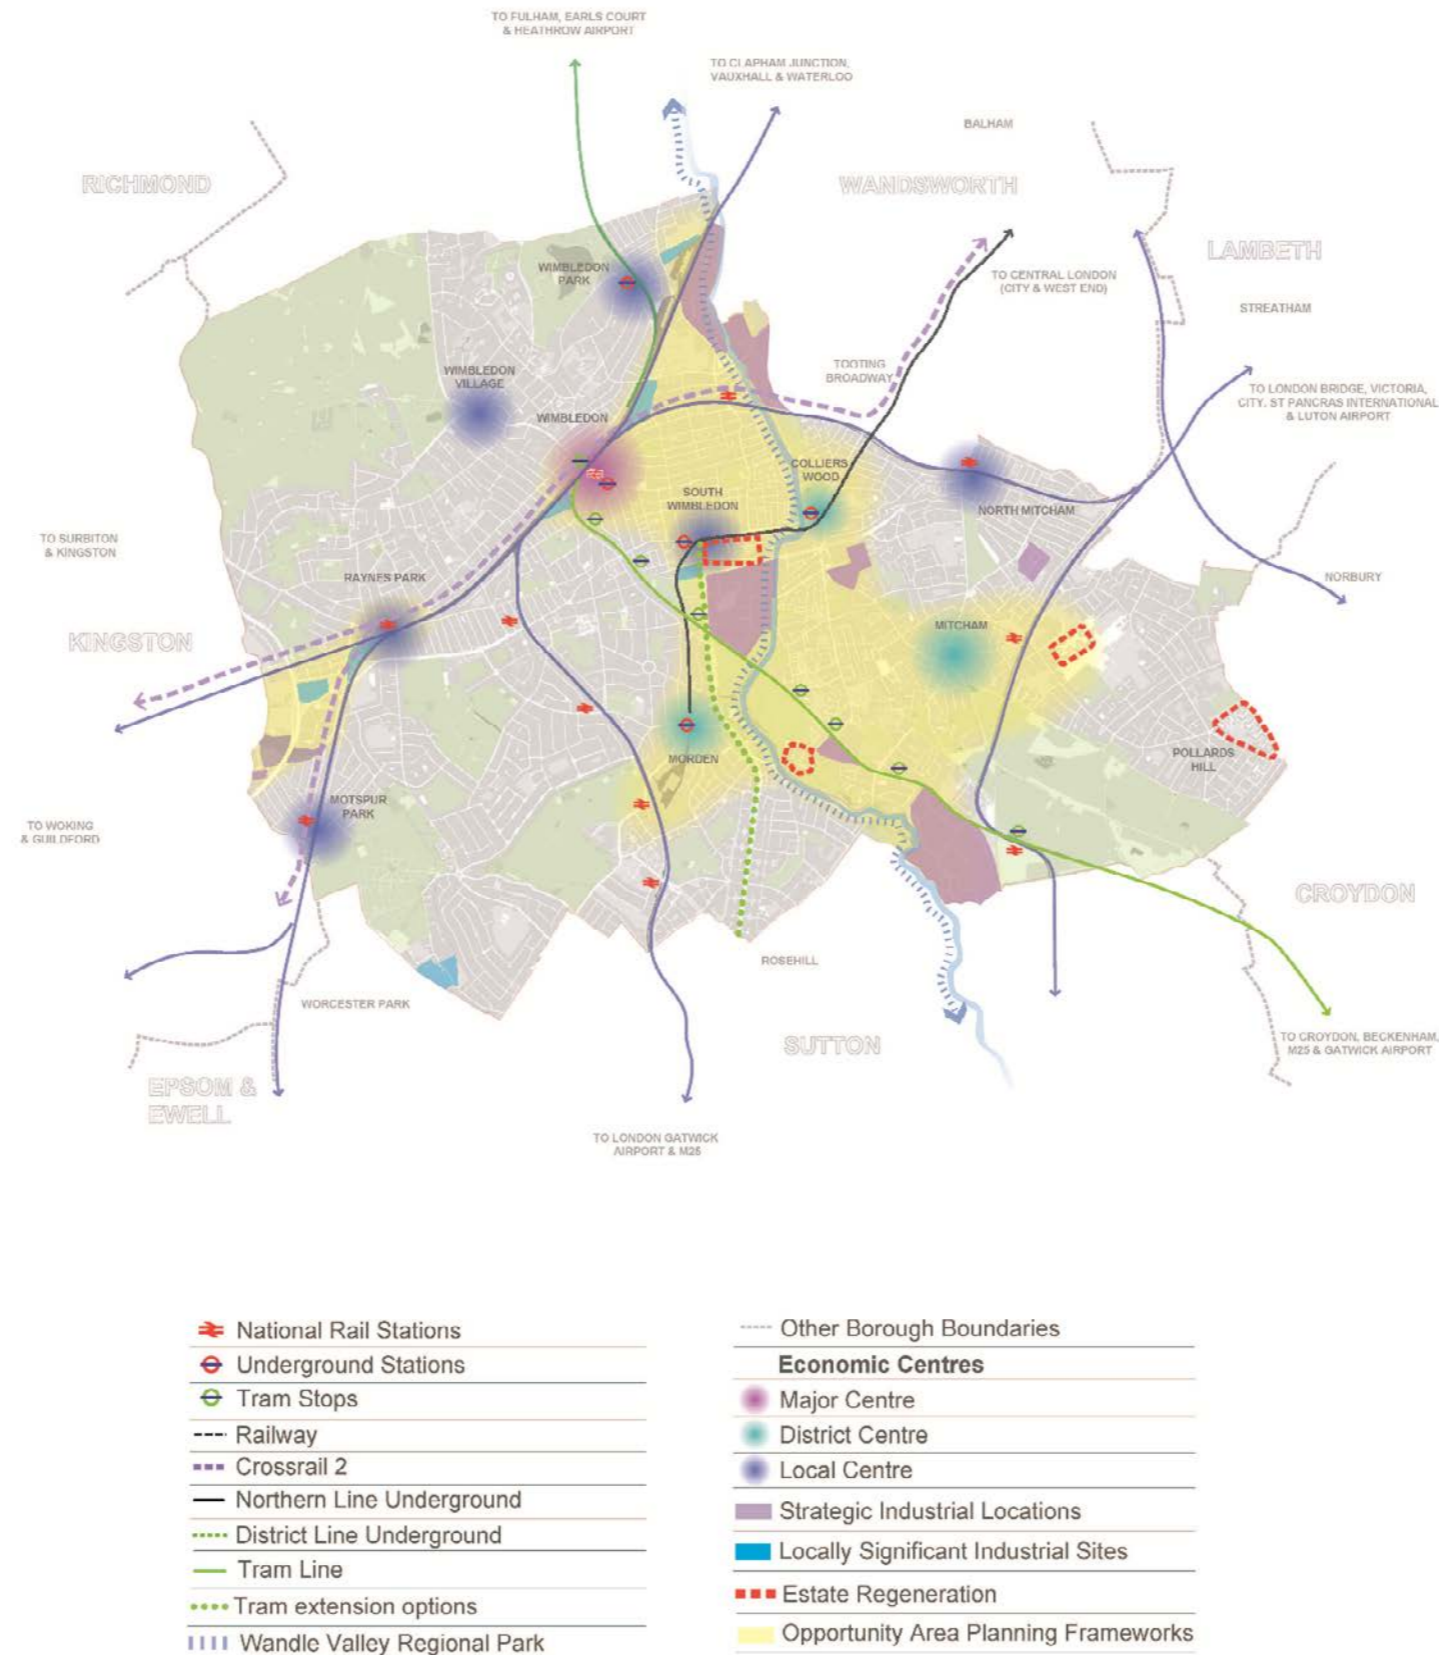 TO FULHAM, EARLS COURT
& HEATHROW AIRPORT
TO CLAPHAM JUNCTION,
VAUXHALL & WATERLOO
BALHAM
RICHMOND
WANDSWORTH
LAMBETH
WIMBLEDON
PARK
TO CENTRAL LONDON
(CITY & WEST END)
STREATHAM
WIMBLEDON
VILLAGE
TOOTING
BROADWAY
TO LONDON BRIDGE, VICTORIA,
CITY. ST PANCRAS INTERNATIONAL
& LUTON AIRPORT
WIMBLEDON
COLLIERS
WOOD
SOUTH
WIMBLEDON
NORTH MITCHAM
TO SURBITON
& KINGSTON
RAYNES PARK
NORBURY
KINGSTON
MITCHAM
MORDEN
POLLARDS
HILL
MOTSPUR
PARK
TO WOKING
& GUILDFORD
CROYDON
ROSEHILL
WORCESTER PARK
SUTTON
TO CROYDON, BECKENHAM,
M25 & GATWICK AIRPORT
EPSOM &
EWELL
TO LONDON GATWICK
AIRPORT & M25
National Rail Stations
Underground Stations
Tram Stops
Railway
Crossrail 2
Northern Line Underground
District Line Underground
Tram Line
Tram extension options
Wandle Valley Regional Park
Other Borough Boundaries
Economic Centres
Major Centre
District Centre
Local Centre
Strategic Industrial Locations
Locally Significant Industrial Sites
Estate Regeneration
Opportunity Area Planning Frameworks